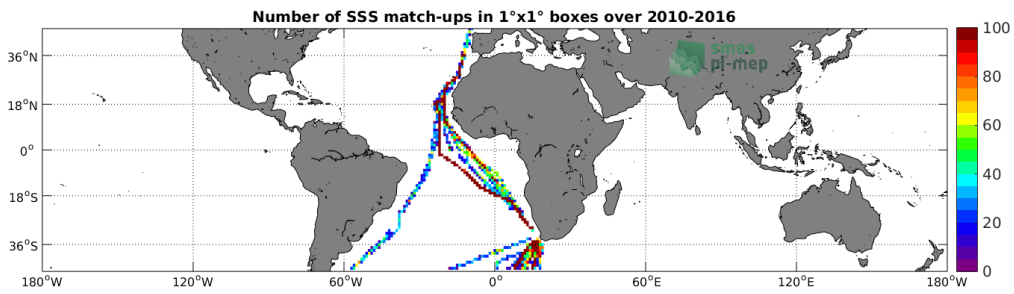 Number of SSS match-ups in 1°x1° boxes over 2010-2016
smos
pi-mep
36°N
18°N
0°
18°S
36°S
180°W
120°W
60°W
0°
60°E
120°E
180°W
100
80
60
40
20
0